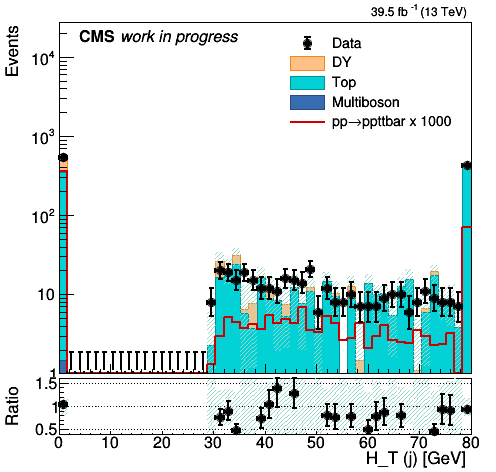 39.5 fb⁻¹ (13 TeV)
CMS work in progress
Data
DY
Top
Multiboson
pp→ppttbar x 1000
Events
10³
10²
10
1
Ratio
1.5
1
0.5
0 10 20 30 40 50 60 70 80
H_T (j) [GeV]